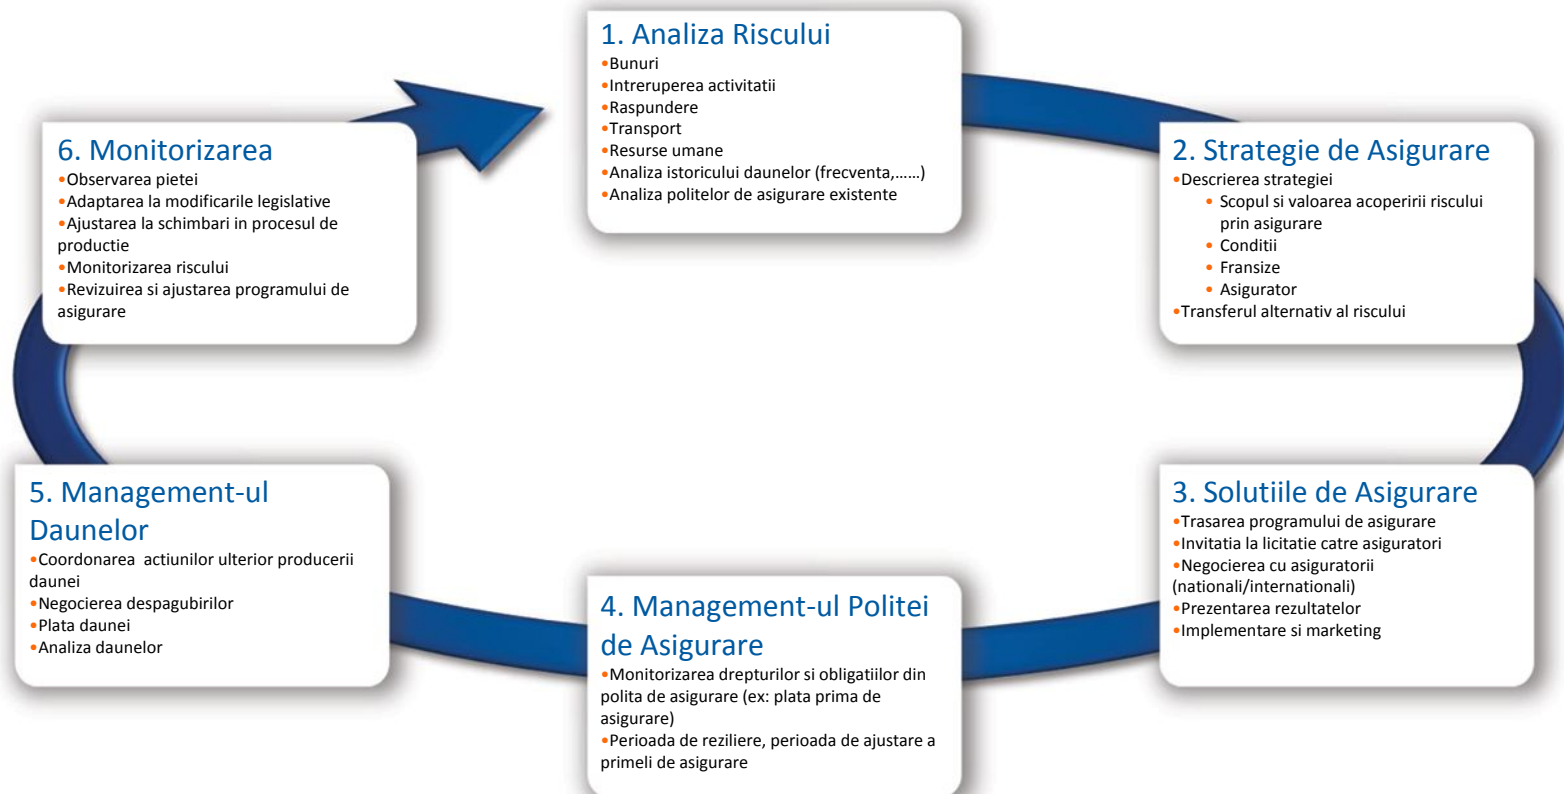 1. Analiza Riscului
•Bunuri
•Intreruperea activitatii
•Raspundere
•Transport
•Resurse umane
•Analiza istoricului daunelor (frecventa,……)
•Analiza politelor de asigurare existente
2. Strategie de Asigurare
•Descrierea strategiei
• Scopul si valoarea acoperirii riscului
prin asigurare
• Conditii
• Fransize
• Asigurator
•Transferul alternativ al riscului
3. Solutiile de Asigurare
•Trasarea programului de asigurare
•Invitatia la licitatie catre asiguratori
•Negocierea cu asiguratorii
(nationali/internationali)
•Prezentarea rezultatelor
•Implementare si marketing
4. Management-ul Politei
de Asigurare
•Monitorizarea drepturilor si obligatiilor din
polita de asigurare (ex: plata prima de
asigurare)
•Perioada de reziliere, perioada de ajustare a
primeli de asigurare
5. Management-ul
Daunelor
•Coordonarea  actiunilor ulterior producerii
daunei
•Negocierea despagubirilor
•Plata daunei
•Analiza daunelor
6. Monitorizarea
•Observarea pietei
•Adaptarea la modificarile legislative
•Ajustarea la schimbari in procesul de
productie
•Monitorizarea riscului
•Revizuirea si ajustarea programului de
asigurare